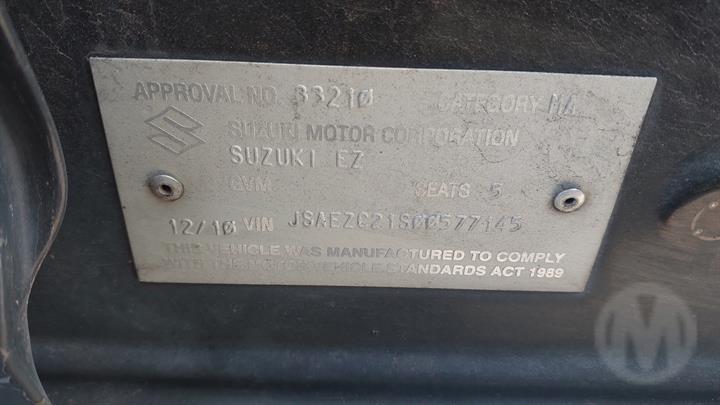 APPROVAL NO. 33210 CATEGORY MA
SUZUKI MOTOR CORPORATION
SUZUKI EZ
GVM SEATS 5
12/10 VIN JSAEZC21S00577145
THIS VEHICLE WAS MANUFACTURED TO COMPLY
WITH THE MOTOR VEHICLE STANDARDS ACT 1989
M